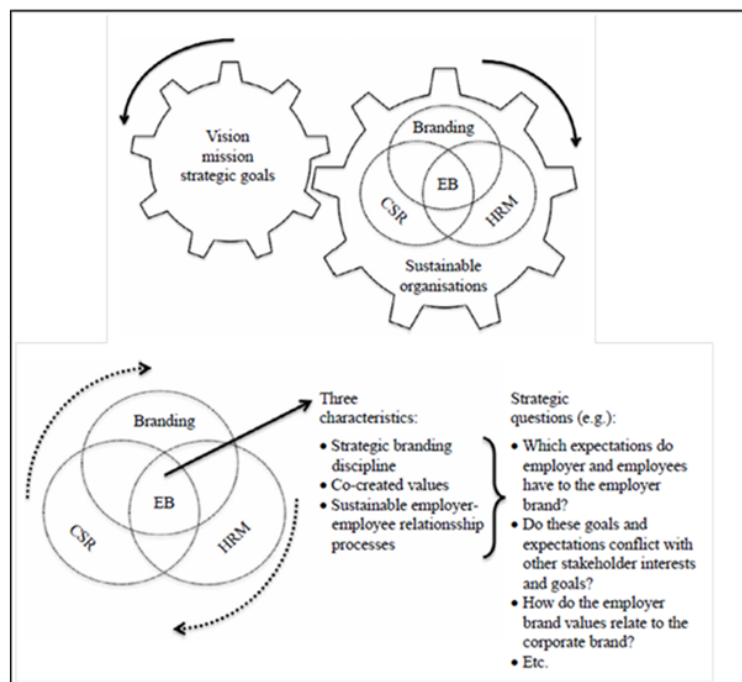 Vision
mission
strategic goals
Branding
EB
CSR
HRM
Sustainable
organisations
Branding
EB
CSR
HRM
Three
characteristics:
• Strategic branding
discipline
• Co-created values
• Sustainable employer-
employee relationsship
processes
Strategic
questions (e.g.):
• Which expectations do
employer and employees
have to the employer
brand?
• Do these goals and
expectations conflict with
other stakeholder interests
and goals?
• How do the employer
brand values relate to the
corporate brand?
• Etc.